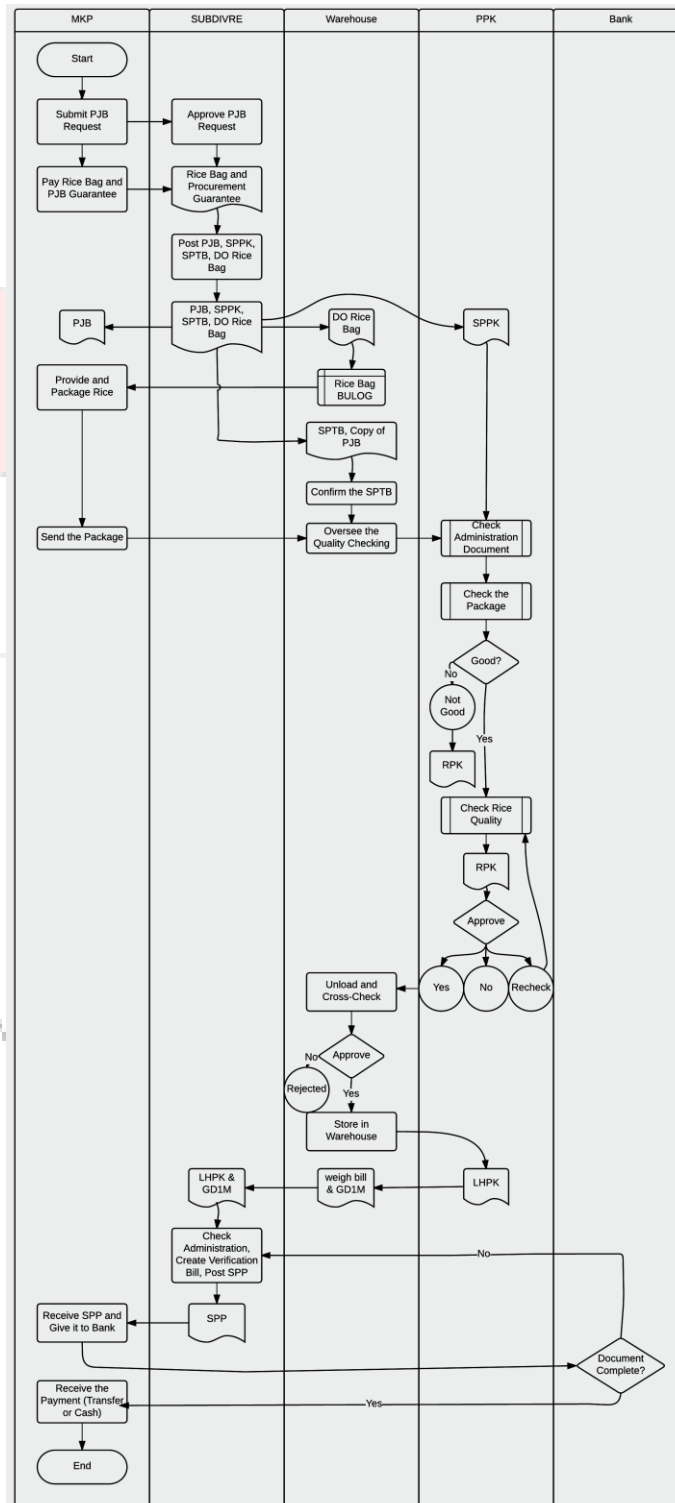 MKP
SUBDIVRE
Warehouse
PPK
Bank
Start
Submit PJB
Request
Approve PJB
Request
Pay Rice Bag and
PJB Guarantee
Rice Bag and
Procurement
Guarantee
Post PJB, SPPK,
SPTB, DO Rice
Bag
PJB
PJB, SPPK,
SPTB, DO Rice
Bag
DO Rice
Bag
SPPK
Provide and
Package Rice
Rice Bag
BULOG
SPTB, Copy of
PJB
Confirm the SPTB
Send the Package
Oversee the
Quality Checking
Check
Administration
Document
Check the
Package
Good?
No
Not
Good
Yes
RPK
Check Rice
Quality
RPK
Approve
Yes
No
Recheck
Unload and
Cross-Check
Approve
No
Rejected
Yes
Store in
Warehouse
LHPK &
GD1M
weigh bill
& GD1M
LHPK
Check
Administration,
Create Verification
Bill, Post SPP
No
Receive SPP and
Give it to Bank
SPP
Document
Complete?
Receive the
Payment (Transfer
or Cash)
Yes
End